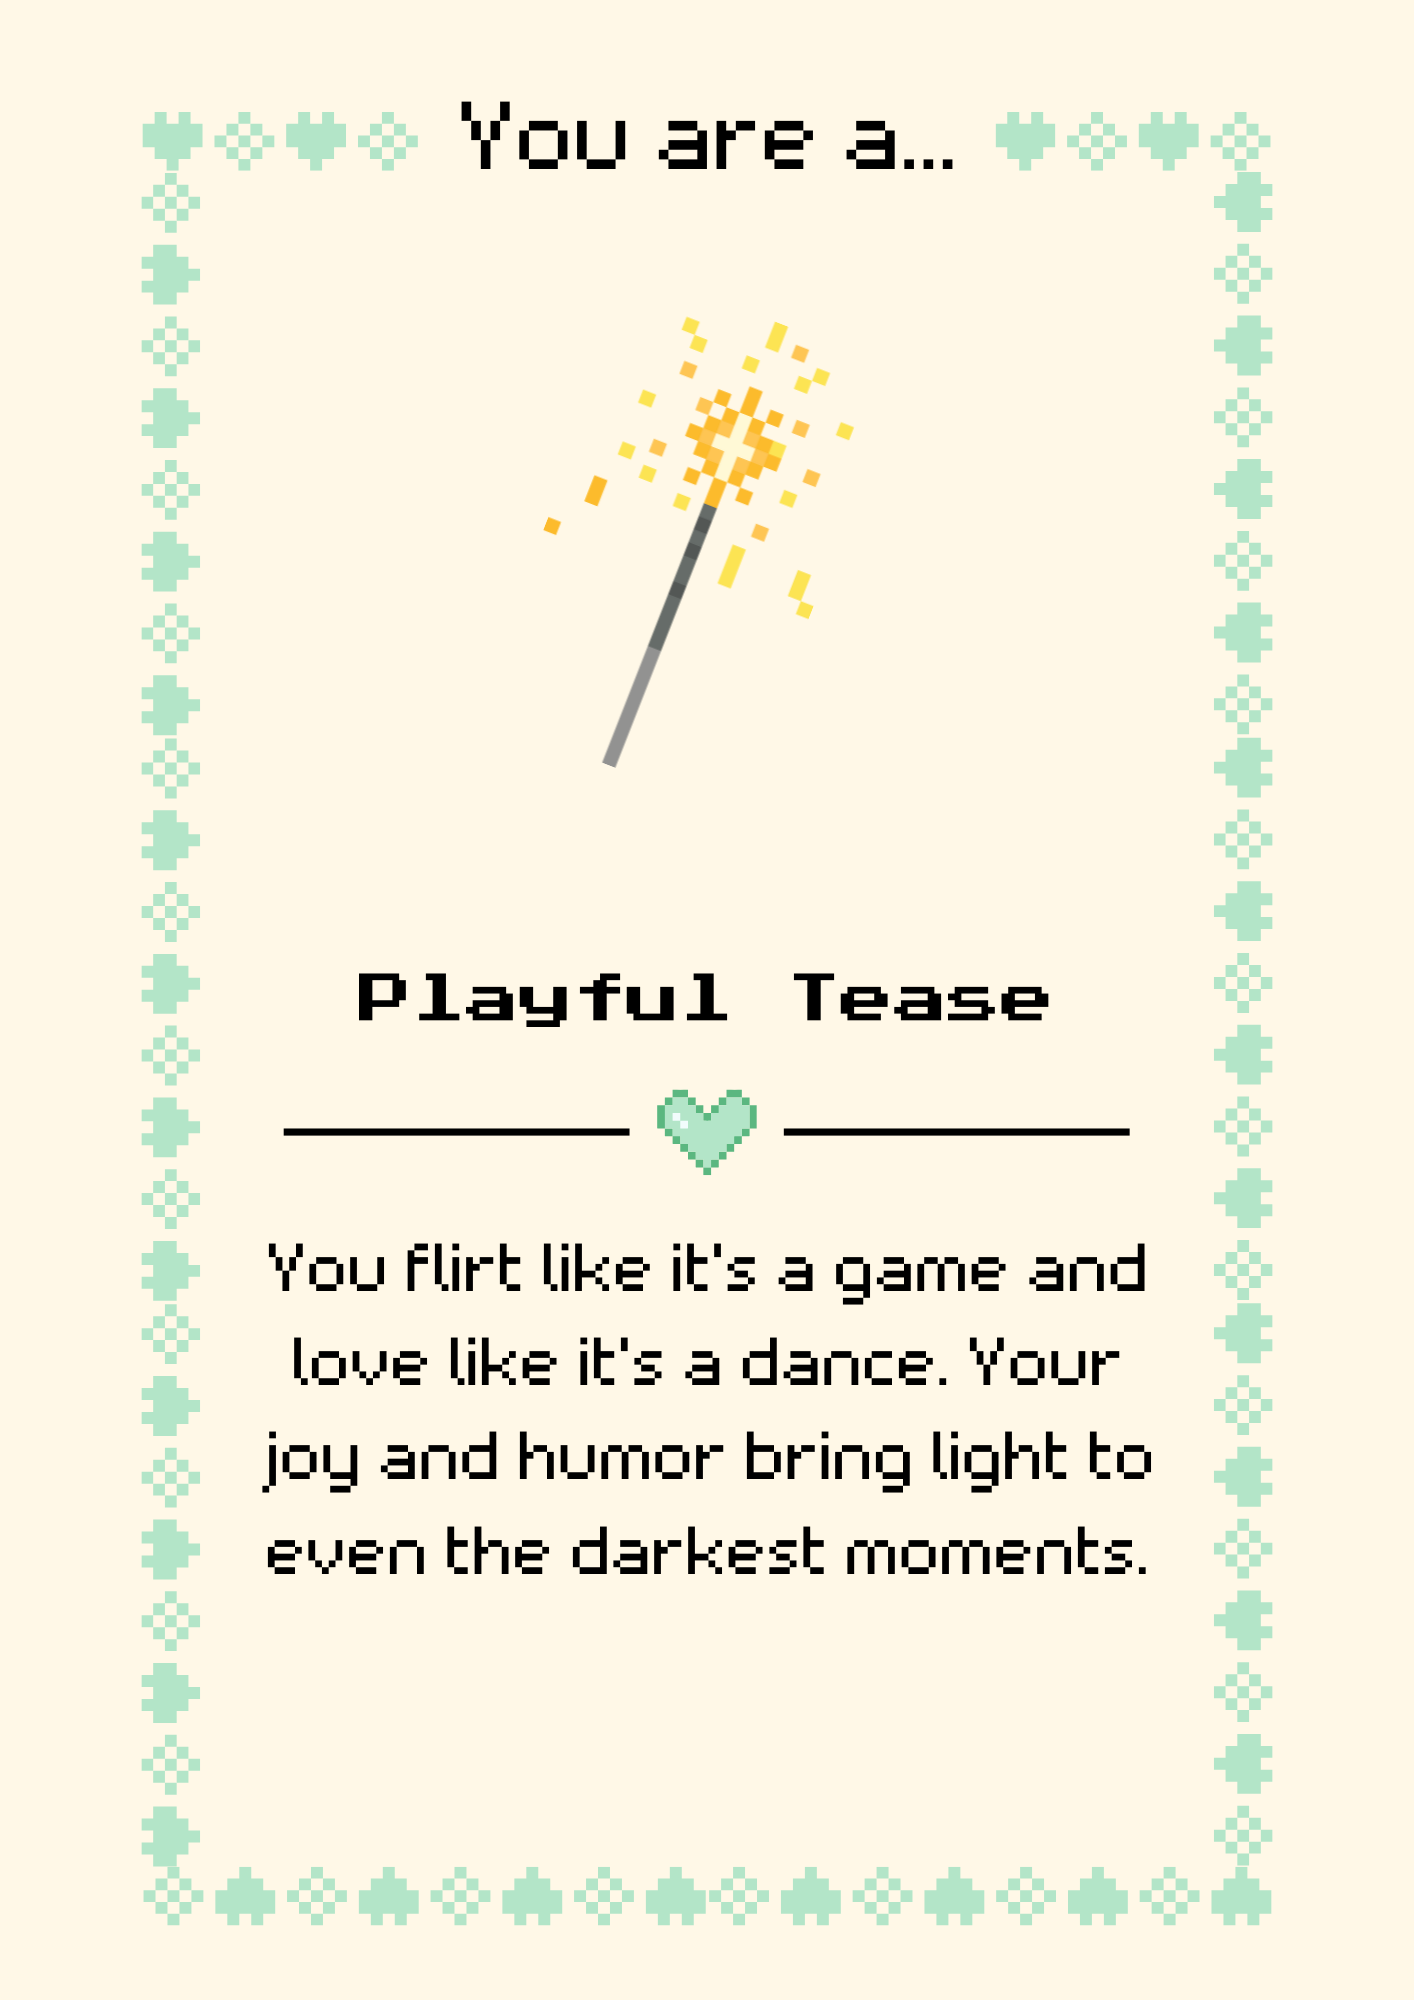 You are a...
Playful Tease
You flirt like it's a game and
love like it's a dance. Your
joy and humor bring light to
even the darkest moments.